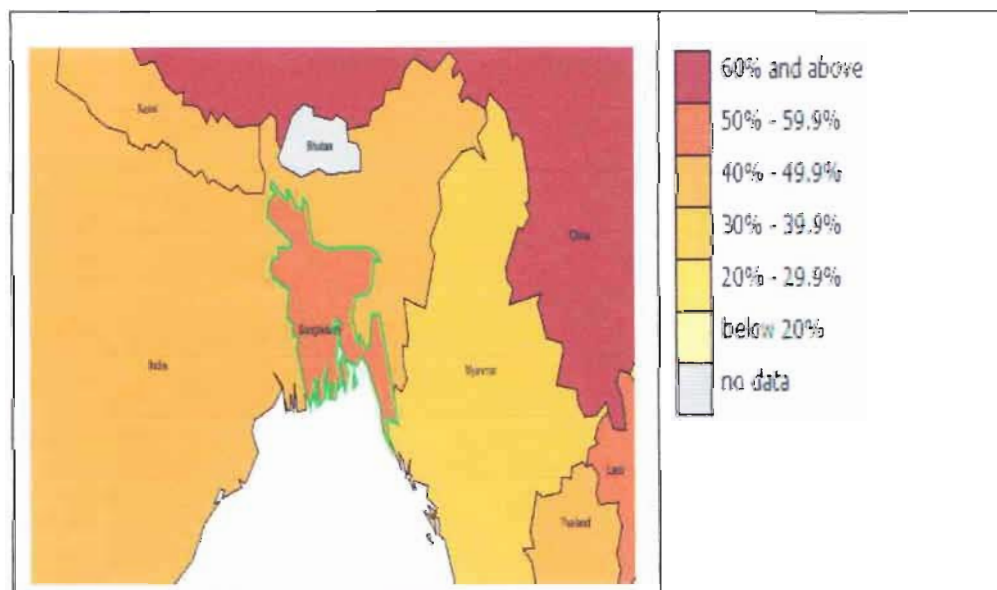 Nepal
Bhutan
China
Bangladesh
India
Myanmar
Laos
Thailand
60% and above
50% - 59.9%
40% - 49.9%
30% - 39.9%
20% - 29.9%
below 20%
no data